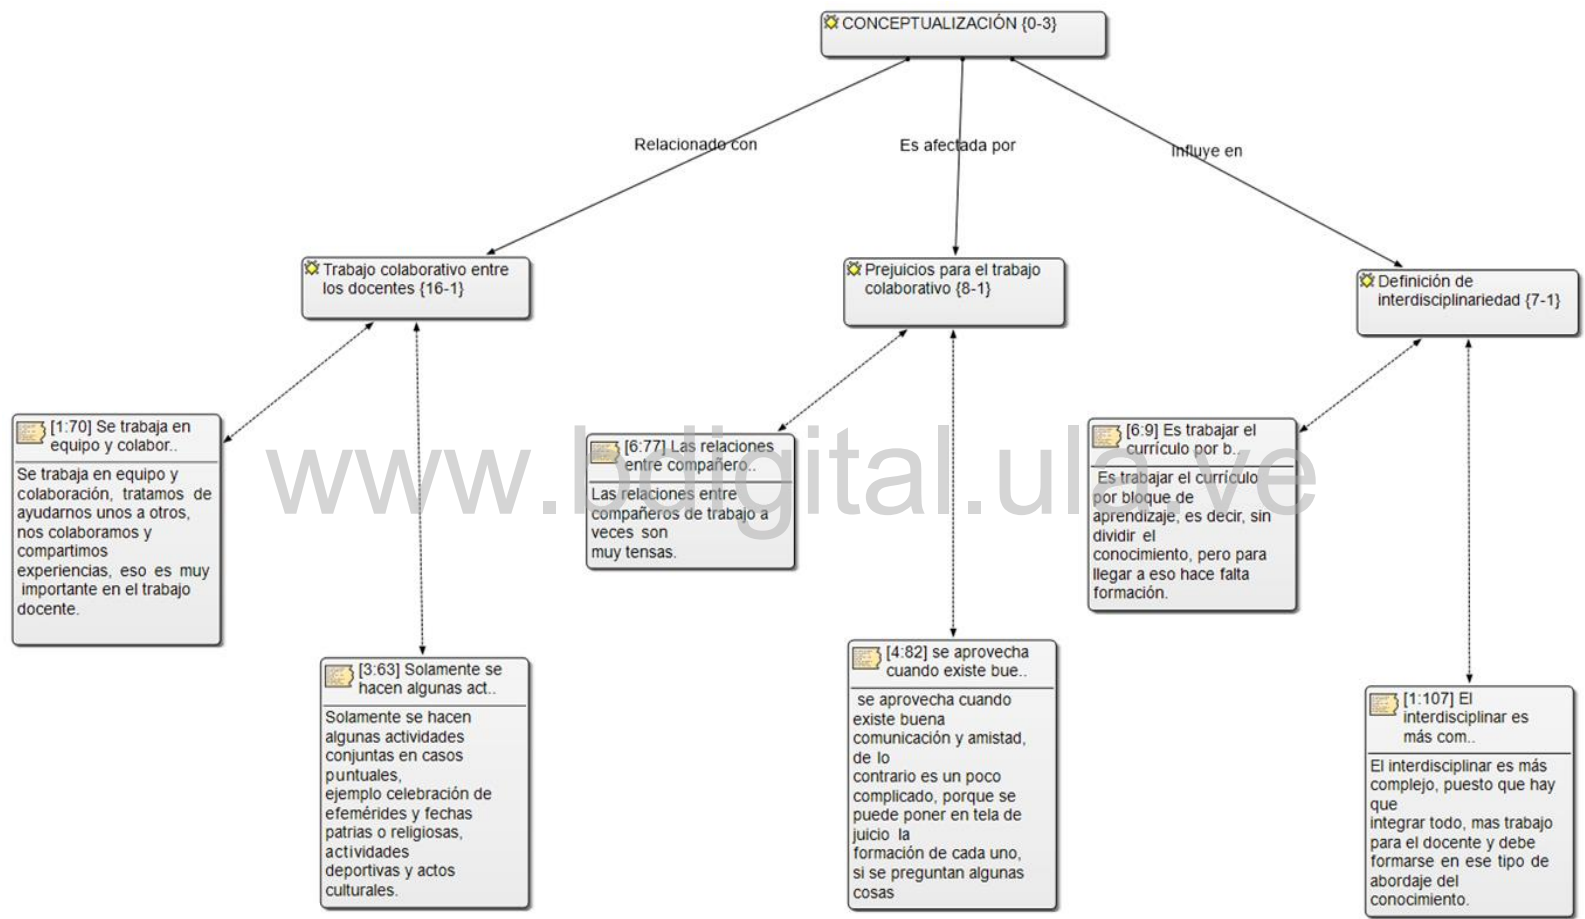 CONCEPTUALIZACIÓN {0-3}
Relacionado con
Es afectada por
Influye en
Trabajo colaborativo entre
los docentes {16-1}
Prejuicios para el trabajo
colaborativo {8-1}
Definición de
interdisciplinariedad {7-1}
[1:70] Se trabaja en
equipo y colabor..
Se trabaja en equipo y
colaboración, tratamos de
ayudarnos unos a otros,
nos colaboramos y
compartimos
experiencias, eso es muy
importante en el trabajo
docente.
[3:63] Solamente se
hacen algunas act..
Solamente se hacen
algunas actividades
conjuntas en casos
puntuales,
ejemplo celebración de
efemérides y fechas
patrias o religiosas,
actividades
deportivas y actos
culturales.
[6:77] Las relaciones
entre compañero..
Las relaciones entre
compañeros de trabajo a
veces son
muy tensas.
[4:82] se aprovecha
cuando existe bue..
se aprovecha cuando
existe buena
comunicación y amistad,
de lo
contrario es un poco
complicado, porque se
puede poner en tela de
juicio la
formación de cada uno,
si se preguntan algunas
cosas
[6:9] Es trabajar el
currículo por b..
Es trabajar el currículo
por bloque de
aprendizaje, es decir, sin
dividir el
conocimiento, pero para
llegar a eso hace falta
formación.
[1:107] El
interdisciplinar es
más com..
El interdisciplinar es más
complejo, puesto que hay
que
integrar todo, mas trabajo
para el docente y debe
formarse en ese tipo de
abordaje del
conocimiento.
www.bdigital.ula.ve